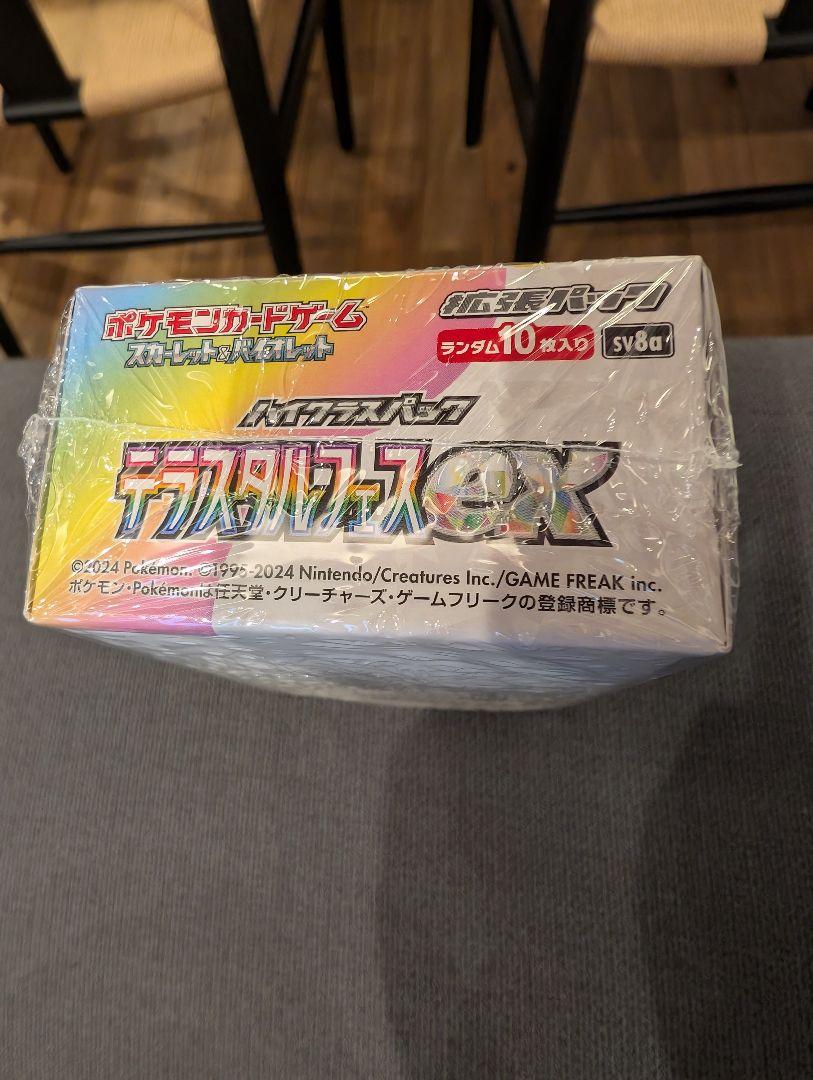 ポケモンカードゲーム
スカーレット&バイオレット
拡張パック
ランダム10枚入り sv8a
ハイクラスパック
テラスタルフェスex
©2024 Pokémon. ©1995-2024 Nintendo/Creatures Inc./GAME FREAK inc.
ポケモン・Pokémonは任天堂・クリーチャーズ・ゲームフリークの登録商標です。